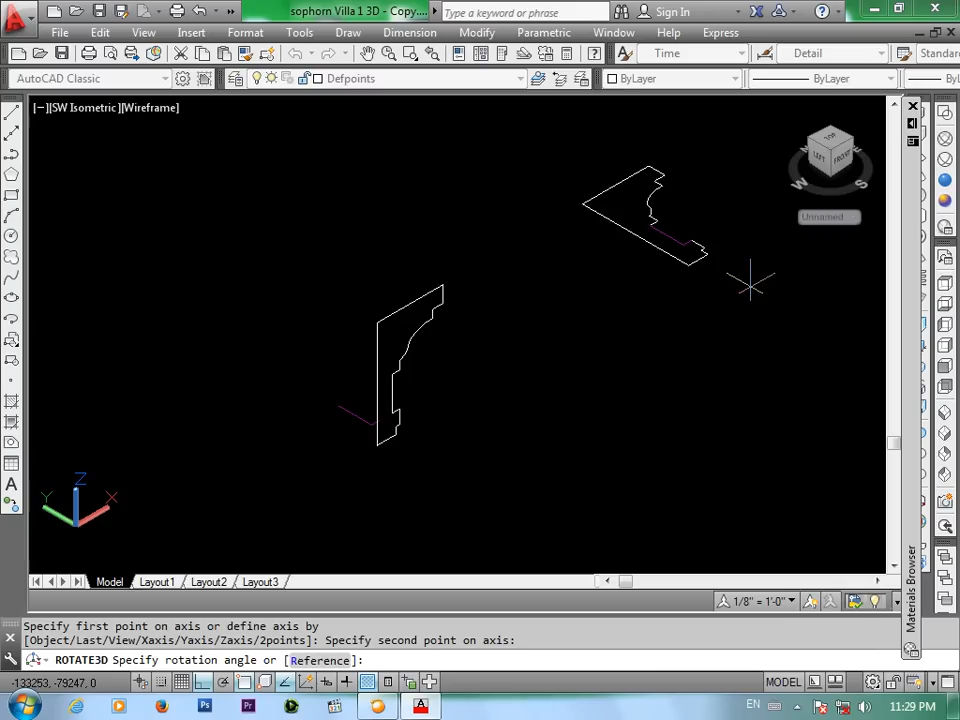 sophorn Villa 1 3D - Copy....
Type a keyword or phrase
Sign In
File Edit View Insert Format Tools Draw Dimension Modify Parametric Window Help Express
Time Detail Standar
AutoCAD Classic Defpoints ByLayer ByLayer
[−][SW Isometric][Wireframe]
TOP
LEFT FRONT
W S
Unnamed
Z
Y X
Model Layout1 Layout2 Layout3
1/8" = 1'-0"
Materials Browser
Specify first point on axis or define axis by
[Object/Last/View/Xaxis/Yaxis/Zaxis/2points]: Specify second point on axis:
ROTATE3D Specify rotation angle or [Reference]:
-133253, -79247, 0
MODEL
EN 11:29 PM